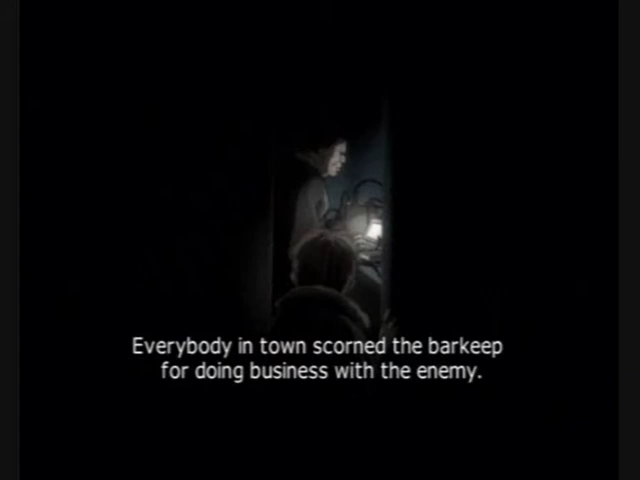 Everybody in town scorned the barkeep
for doing business with the enemy.